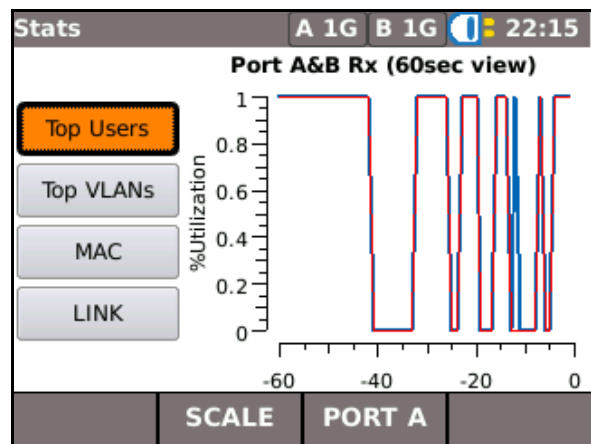 Stats A 1G B 1G 22:15
Port A&B Rx (60sec view)
Top Users
Top VLANs
MAC
LINK
%Utilization
1
0.8
0.6
0.4
0.2
0
-60 -40 -20 0
SCALE PORT A